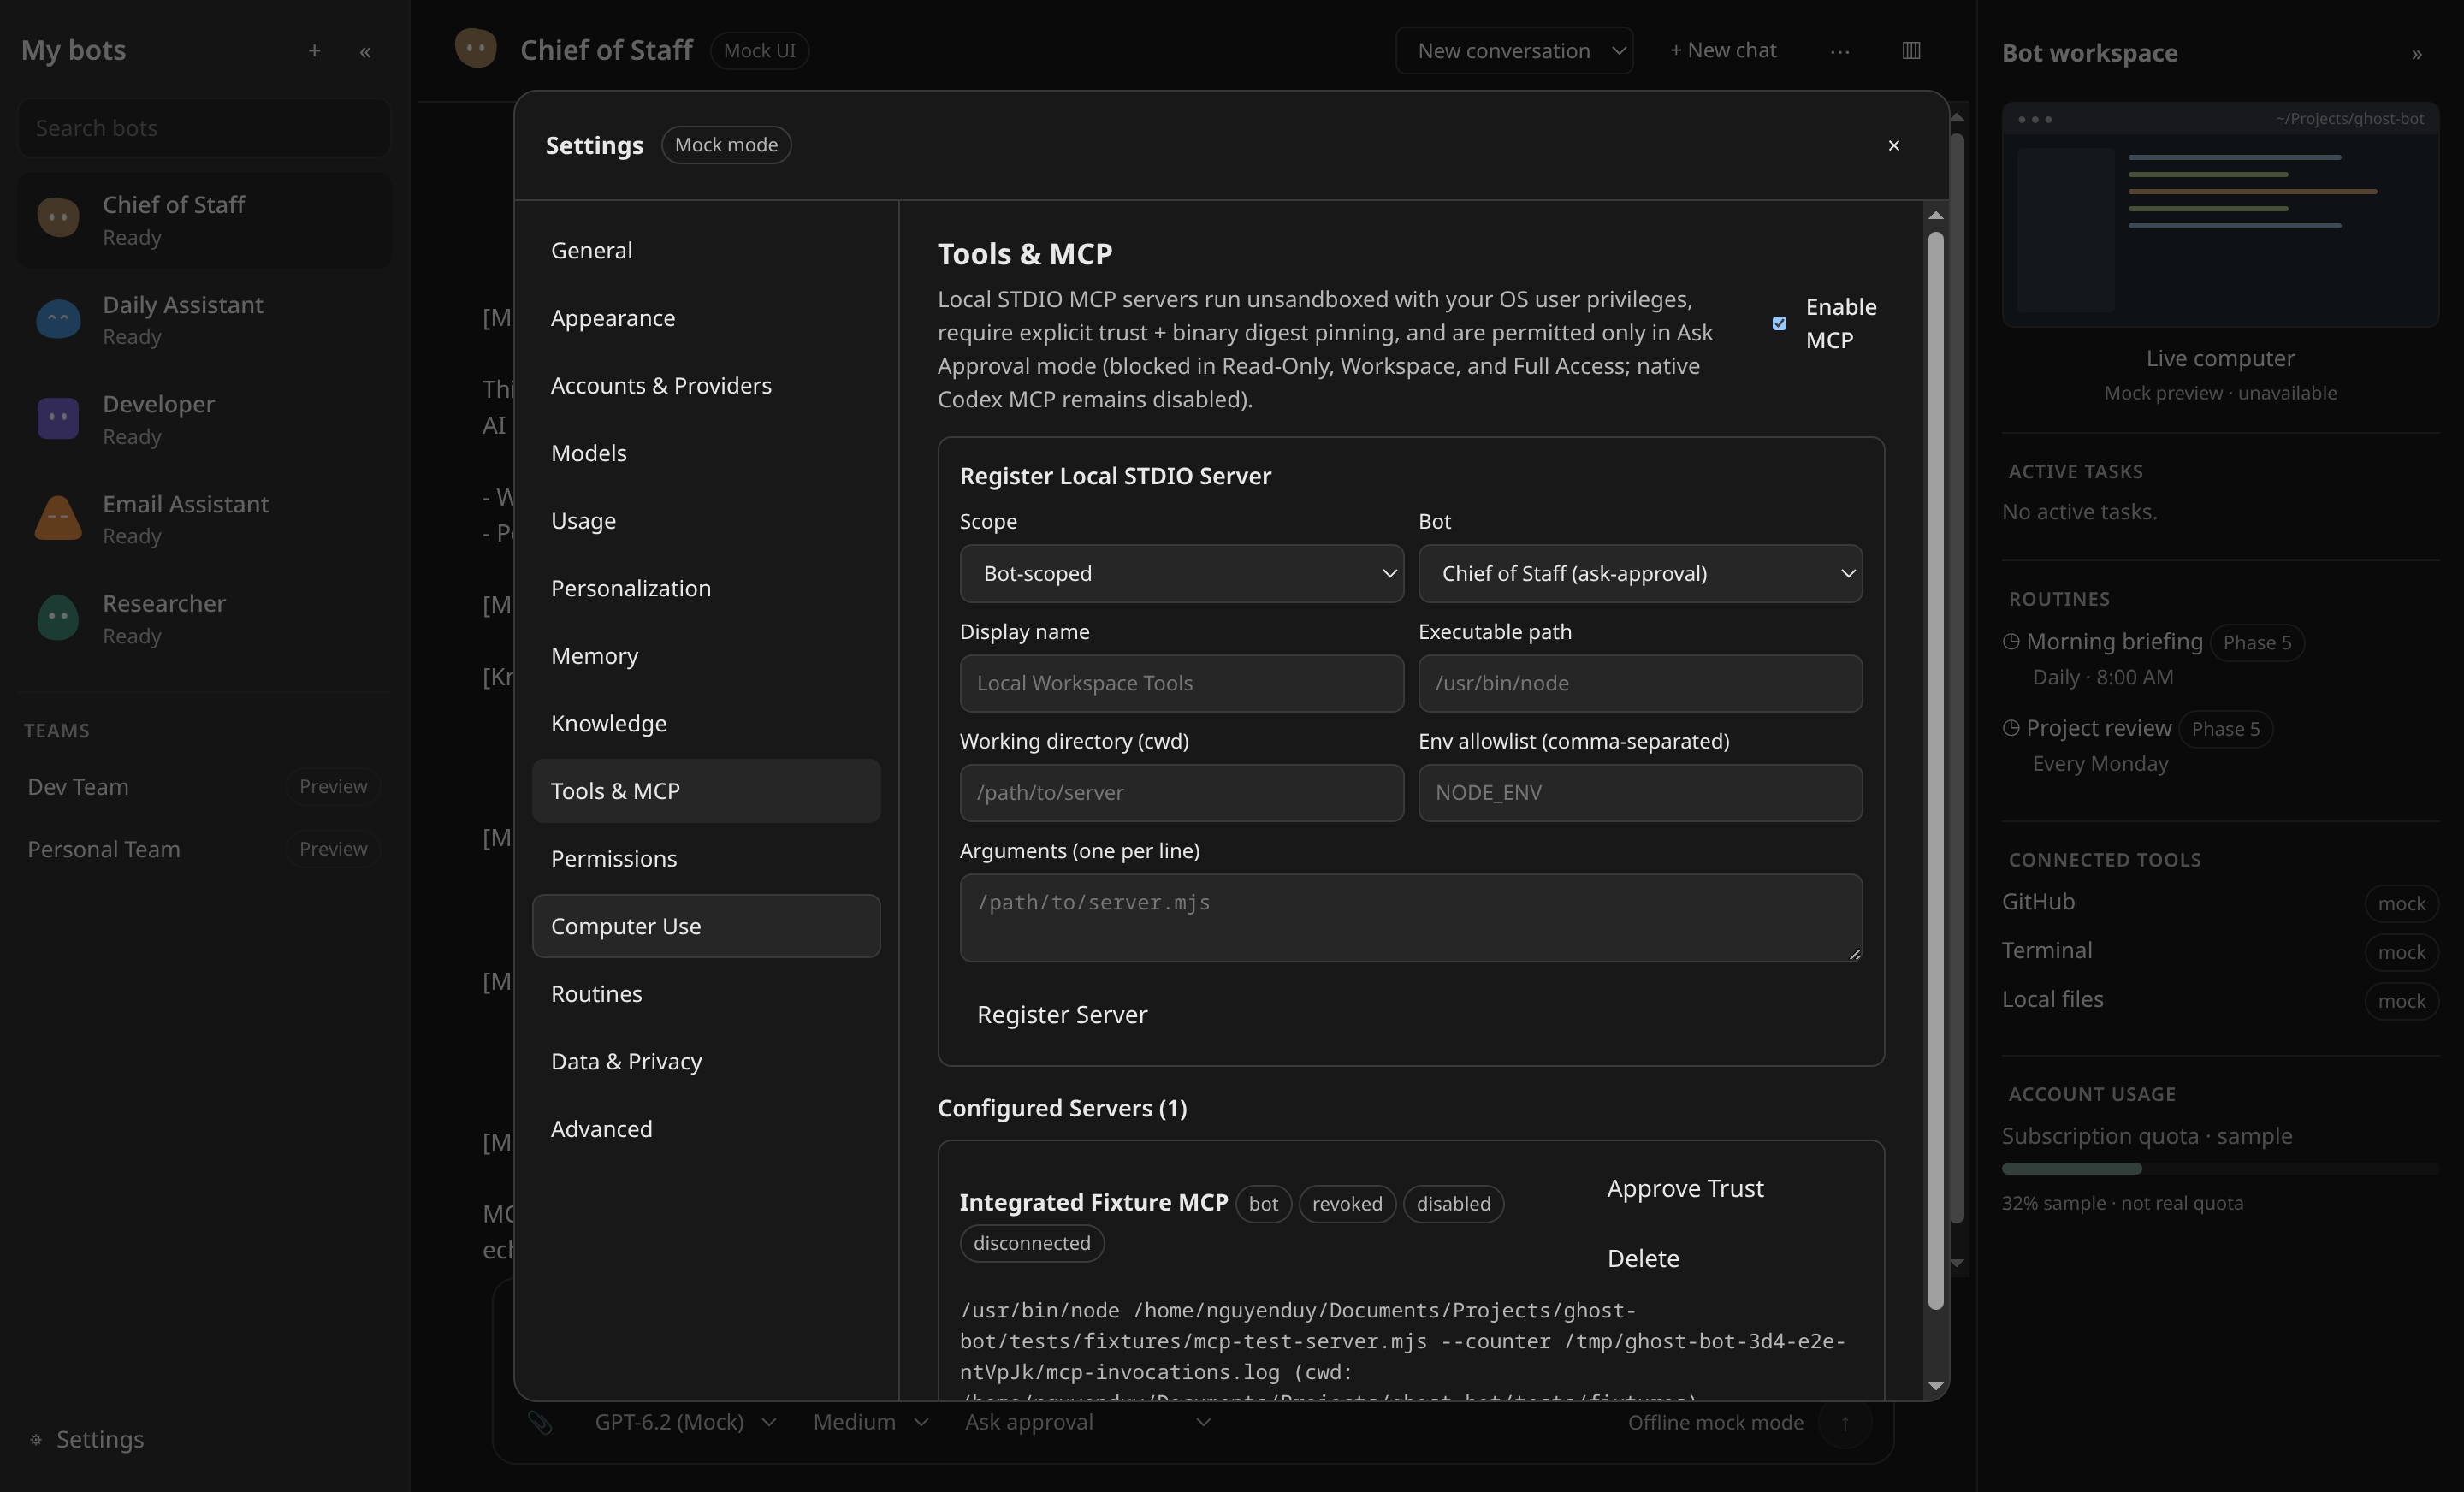 My bots
+
«
Search bots
Chief of Staff
Ready
Daily Assistant
Ready
Developer
Ready
Email Assistant
Ready
Researcher
Ready
TEAMS
Dev Team
Preview
Personal Team
Preview
Settings
Chief of Staff
Mock UI
New conversation
+ New chat
...
Settings
Mock mode
×
General
Appearance
Accounts & Providers
Models
Usage
Personalization
Memory
Knowledge
Tools & MCP
Permissions
Computer Use
Routines
Data & Privacy
Advanced
Tools & MCP
Local STDIO MCP servers run unsandboxed with your OS user privileges,
require explicit trust + binary digest pinning, and are permitted only in Ask
Approval mode (blocked in Read-Only, Workspace, and Full Access; native
Codex MCP remains disabled).
Enable
MCP
Register Local STDIO Server
Scope
Bot
Bot-scoped
Chief of Staff (ask-approval)
Display name
Executable path
Local Workspace Tools
/usr/bin/node
Working directory (cwd)
Env allowlist (comma-separated)
/path/to/server
NODE_ENV
Arguments (one per line)
/path/to/server.mjs
Register Server
Configured Servers (1)
Integrated Fixture MCP
bot
revoked
disabled
disconnected
Approve Trust
Delete
/usr/bin/node /home/nguyenduy/Documents/Projects/ghost-
bot/tests/fixtures/mcp-test-server.mjs --counter /tmp/ghost-bot-3d4-e2e-
ntVpJk/mcp-invocations.log (cwd:
/home/nguyenduy/Documents/Projects/ghost-bot/tests/fixtures)
GPT-6.2 (Mock)
Medium
Ask approval
Offline mock mode
↑
Bot workspace
»
~/Projects/ghost-bot
Live computer
Mock preview · unavailable
ACTIVE TASKS
No active tasks.
ROUTINES
Morning briefing
Phase 5
Daily · 8:00 AM
Project review
Phase 5
Every Monday
CONNECTED TOOLS
GitHub
mock
Terminal
mock
Local files
mock
ACCOUNT USAGE
Subscription quota · sample
32% sample · not real quota